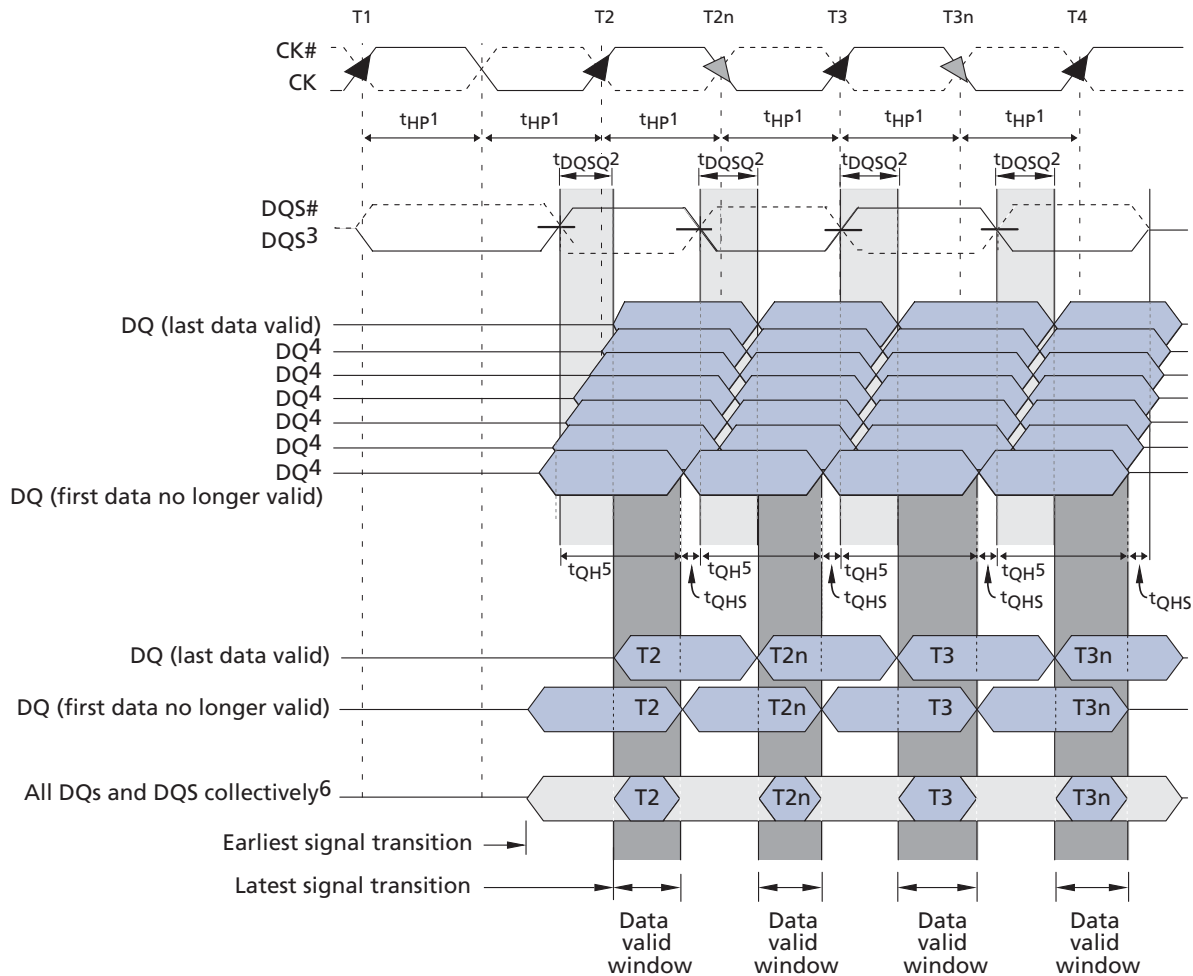 T1 T2 T2n T3 T3n T4
CK#
CK
tHP1 tHP1 tHP1 tHP1 tHP1 tHP1
tDQSQ2 tDQSQ2 tDQSQ2 tDQSQ2
DQS#
DQS3
DQ (last data valid)
DQ4
DQ4
DQ4
DQ4
DQ4
DQ4
DQ (first data no longer valid)
tQH5 tQH5 tQH5 tQH5
tQHS tQHS tQHS tQHS
DQ (last data valid) T2 T2n T3 T3n
DQ (first data no longer valid) T2 T2n T3 T3n
All DQs and DQS collectively6 T2 T2n T3 T3n
Earliest signal transition
Latest signal transition
Data valid window
Data valid window
Data valid window
Data valid window